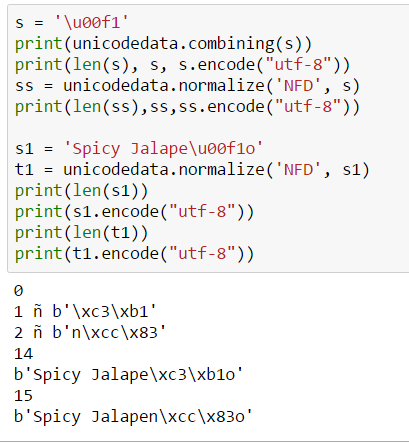 s = '\u00f1'
print(unicodedata.combining(s))
print(len(s), s, s.encode("utf-8"))
ss = unicodedata.normalize('NFD', s)
print(len(ss),ss,ss.encode("utf-8"))
s1 = 'Spicy Jalape\u00f1o'
t1 = unicodedata.normalize('NFD', s1)
print(len(s1))
print(s1.encode("utf-8"))
print(len(t1))
print(t1.encode("utf-8"))
0
1 ñ b'\xc3\xb1'
2 ñ b'n\xcc\x83'
14
b'Spicy Jalape\xc3\xb1o'
15
b'Spicy Jalapen\xcc\x83o'